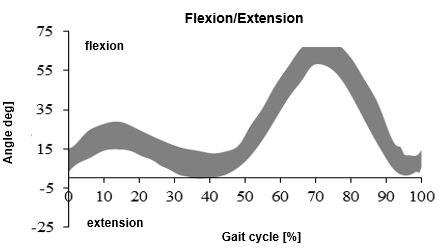 Flexion/Extension
75
flexion
55
35
Angle deg]
15
-5
0 10 20 30 40 50 60 70 80 90 100
-25
extension
Gait cycle [%]